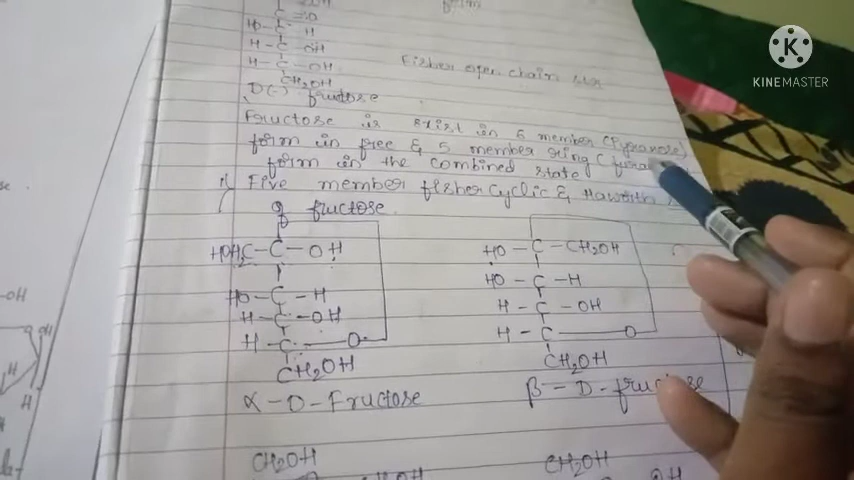 C=O
HO-C-H
H-C-OH
H-C-OH
CH2OH
Fisher open chain
D(-) fructose
KINEMASTER
Fructose is exist in 6 member (Pyranose)
form in free & 5 member ring (
form in the combined state
Five member fisher cyclic & Haworth
of fructose
HOH2C-C-OH
HO-C-H
H-C-OH
H-C-O
CH2OH
α-D-Fructose
HO-C-CH2OH
HO-C-H
H-C-OH
H-C-O
CH2OH
β-D-fructose
CH2OH
CH2OH